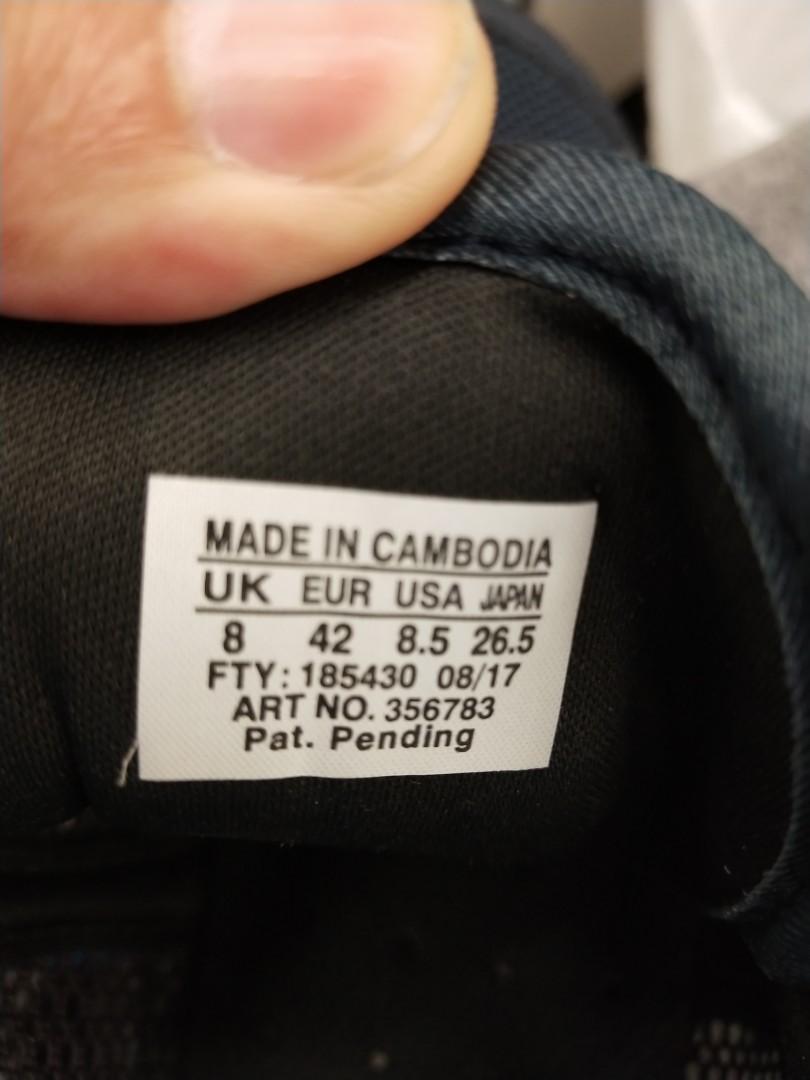 MADE IN CAMBODIA
UK EUR USA JAPAN
8 42 8.5 26.5
FTY: 185430 08/17
ART NO. 356783
Pat. Pending